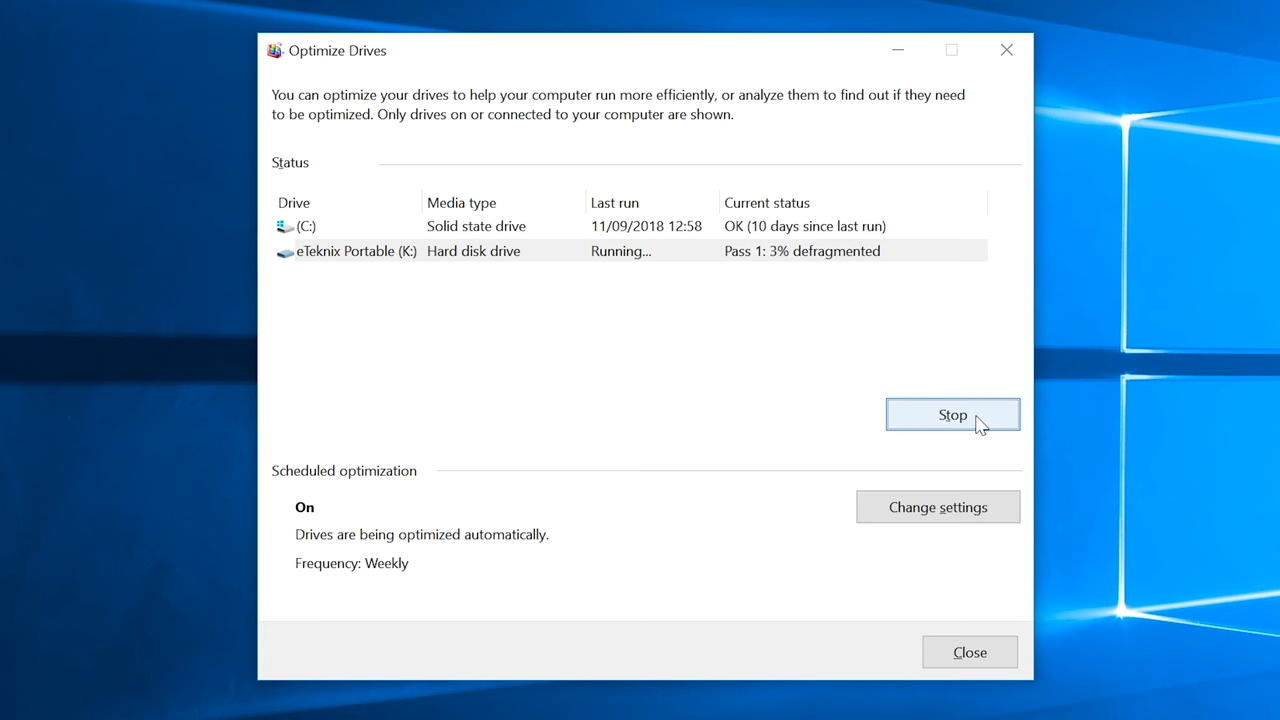 Optimize Drives
You can optimize your drives to help your computer run more efficiently, or analyze them to find out if they need
to be optimized. Only drives on or connected to your computer are shown.
Status
Drive Media type Last run Current status
(C:) Solid state drive 11/09/2018 12:58 OK (10 days since last run)
eTeknix Portable (K:) Hard disk drive Running... Pass 1: 3% defragmented
Stop
Scheduled optimization
On
Change settings
Drives are being optimized automatically.
Frequency: Weekly
Close